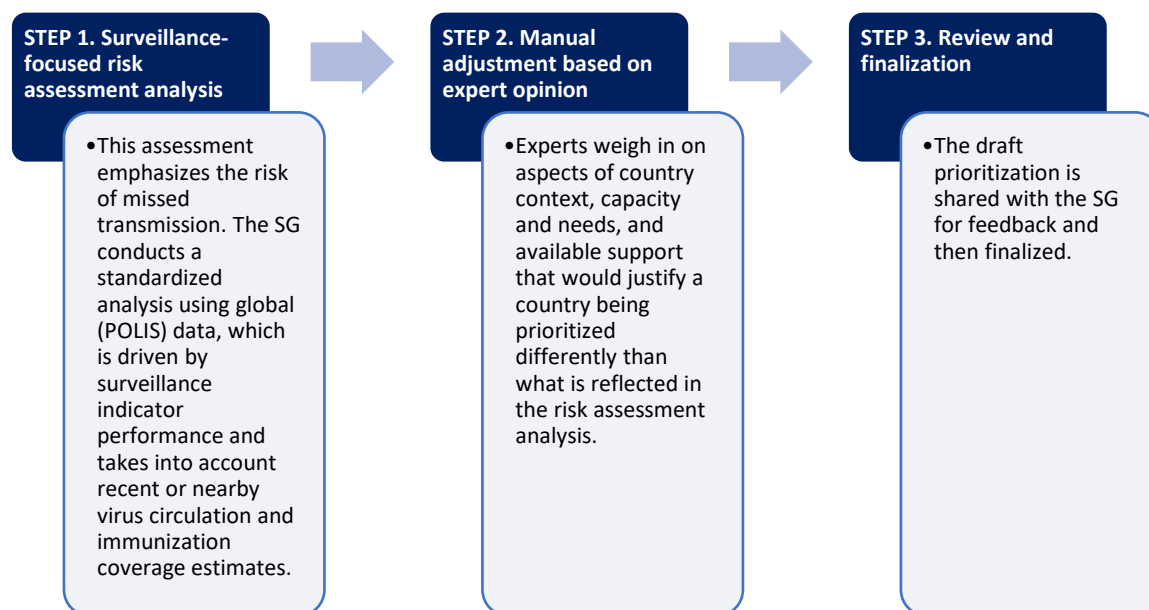 STEP 1. Surveillance-
focused risk
assessment analysis
•This assessment
emphasizes the risk
of missed
transmission. The SG
conducts a
standardized
analysis using global
(POLIS) data, which
is driven by
surveillance
indicator
performance and
takes into account
recent or nearby
virus circulation and
immunization
coverage estimates.
STEP 2. Manual
adjustment based on
expert opinion
•Experts weigh in on
aspects of country
context, capacity
and needs, and
available support
that would justify a
country being
prioritized
differently than
what is reflected in
the risk assessment
analysis.
STEP 3. Review and
finalization
•The draft
prioritization is
shared with the SG
for feedback and
then finalized.